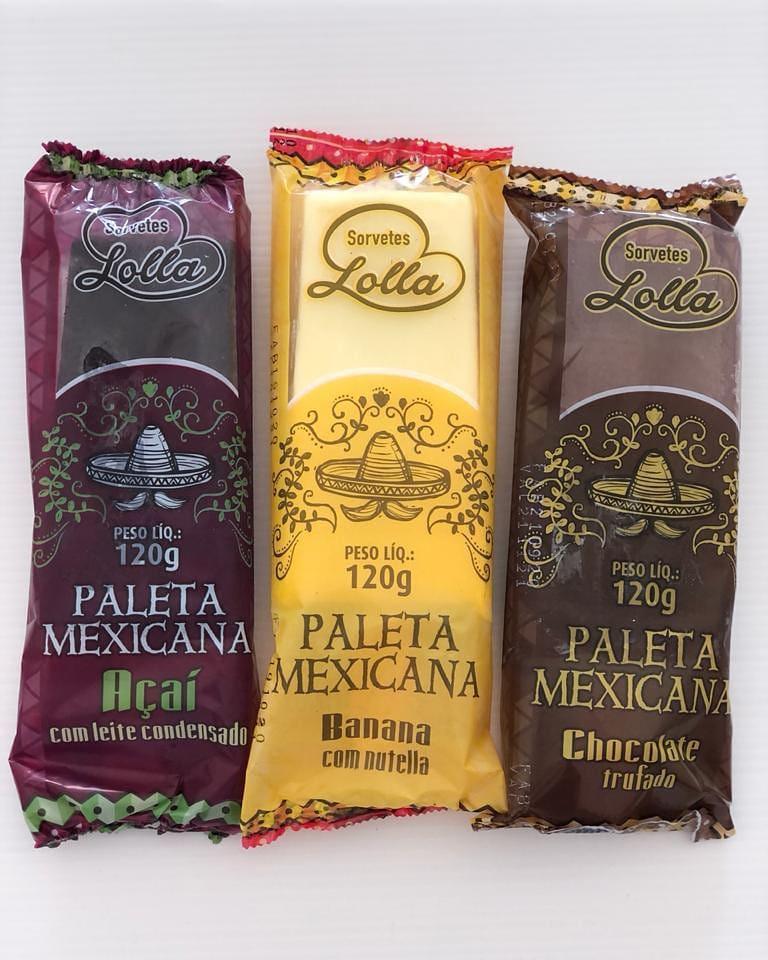 Sorvetes
Lolla
PESO LÍQ.:
120g
PALETA
MEXICANA
Açaí
com leite condensado
Sorvetes
Lolla
PESO LÍQ.:
120g
PALETA
MEXICANA
Banana
com nutella
Sorvetes
Lolla
PESO LÍQ.:
120g
PALETA
MEXICANA
Chocolate
trufado